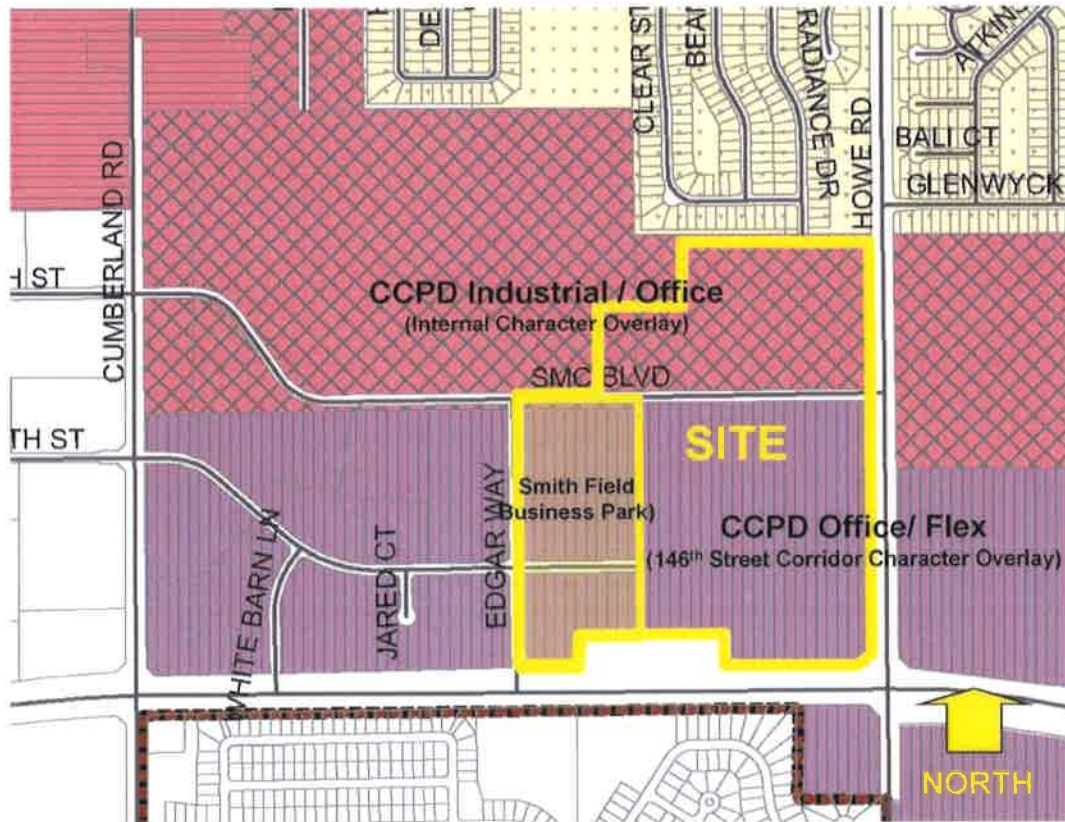 DE
CLEAR ST
BEAN
RADIANCE DR
HOWE RD
ATKINS
BALI CT
GLENWYCK
CUMBERLAND RD
H ST
CCPD Industrial / Office
(Internal Character Overlay)
SMC BLVD
TH ST
SITE
Smith Field
Business Park)
EDGAR WAY
CCPD Office/ Flex
(146th Street Corridor Character Overlay)
WHITE BARN LN
JARED CT
NORTH